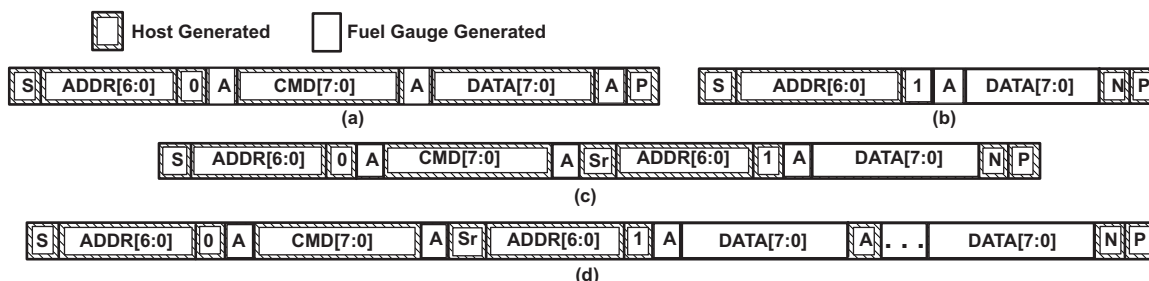 Host Generated Fuel Gauge Generated
S ADDR[6:0] 0 A CMD[7:0] A DATA[7:0] A P
(a)
S ADDR[6:0] 1 A DATA[7:0] N P
(b)
S ADDR[6:0] 0 A CMD[7:0] A Sr ADDR[6:0] 1 A DATA[7:0] N P
(c)
S ADDR[6:0] 0 A CMD[7:0] A Sr ADDR[6:0] 1 A DATA[7:0] A . . . DATA[7:0] N P
(d)